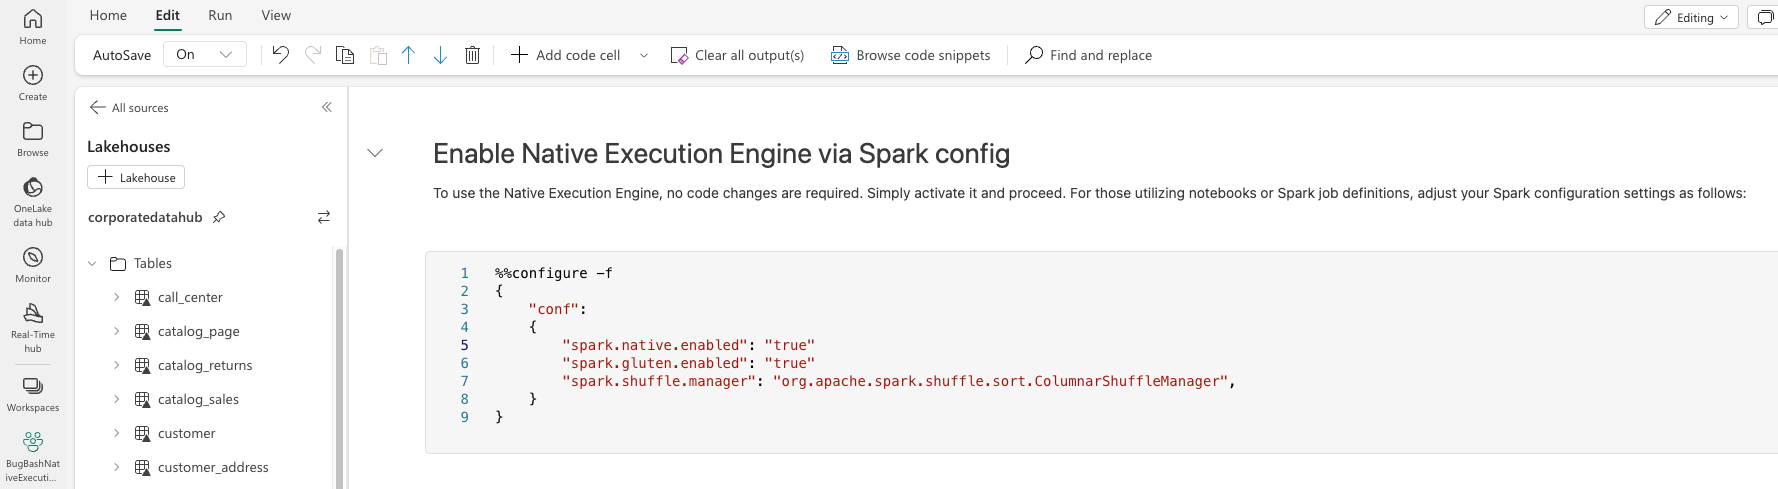 Home
Edit
Run
View
Editing
AutoSave
On
Add code cell
Clear all output(s)
Browse code snippets
Find and replace
Home
Create
Browse
OneLake
data hub
Monitor
Real-Time
hub
Workspaces
BugBashNat
iveExecuti...
All sources
Lakehouses
Lakehouse
corporatedatahub
Tables
call_center
catalog_page
catalog_returns
catalog_sales
customer
customer_address
Enable Native Execution Engine via Spark config
To use the Native Execution Engine, no code changes are required. Simply activate it and proceed. For those utilizing notebooks or Spark job definitions, adjust your Spark configuration settings as follows:
1 %%configure -f
2 {
3     "conf":
4     {
5         "spark.native.enabled": "true"
6         "spark.gluten.enabled": "true"
7         "spark.shuffle.manager": "org.apache.spark.shuffle.sort.ColumnarShuffleManager",
8     }
9 }